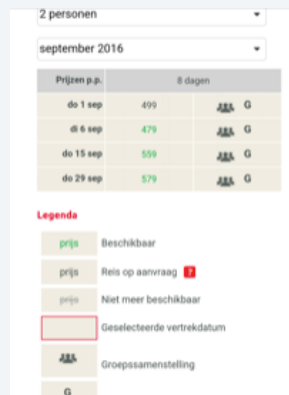 2 personen
september 2016
Prijzen p.p. 8 dagen
do 1 sep 499 G
di 6 sep 479 G
do 15 sep 559 G
do 29 sep 579 G
Legenda
prijs Beschikbaar
prijs Reis op aanvraag ?
prijs Niet meer beschikbaar
Geselecteerde vertrekdatum
Groepssamenstelling
G